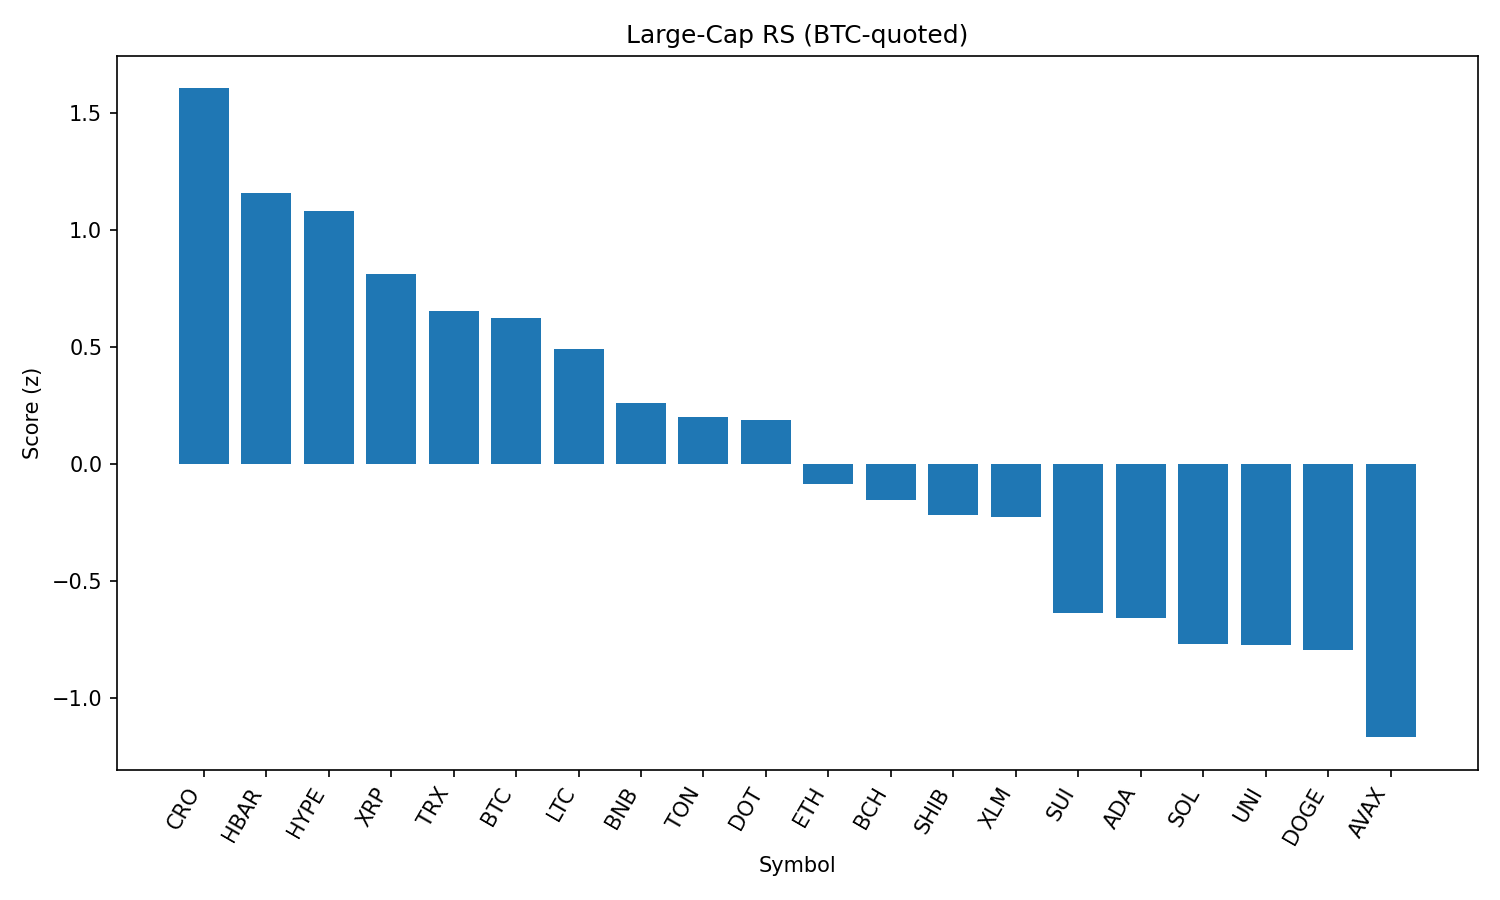 Large-Cap RS (BTC-quoted)
Score (z)
1.5
1.0
0.5
0.0
−0.5
−1.0
CRO
HBAR
HYPE
XRP
TRX
BTC
LTC
BNB
TON
DOT
ETH
BCH
SHIB
XLM
SUI
ADA
SOL
UNI
DOGE
AVAX
Symbol